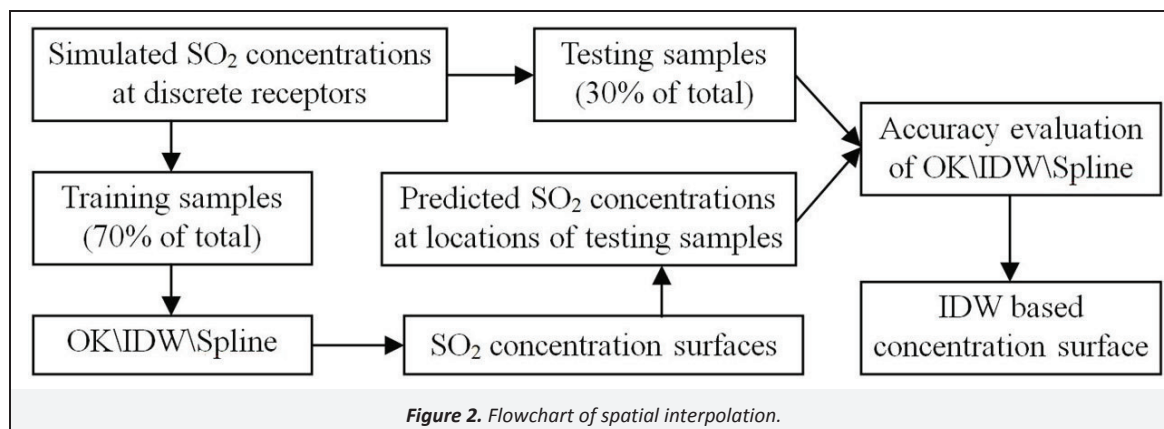 Simulated SO₂ concentrations
at discrete receptors
Testing samples
(30% of total)
Accuracy evaluation
of OK\IDW\Spline
Training samples
(70% of total)
Predicted SO₂ concentrations
at locations of testing samples
OK\IDW\Spline
SO₂ concentration surfaces
IDW based
concentration surface
Figure 2. Flowchart of spatial interpolation.